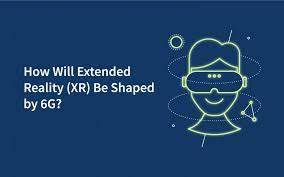 How Will Extended
Reality (XR) Be Shaped
by 6G?